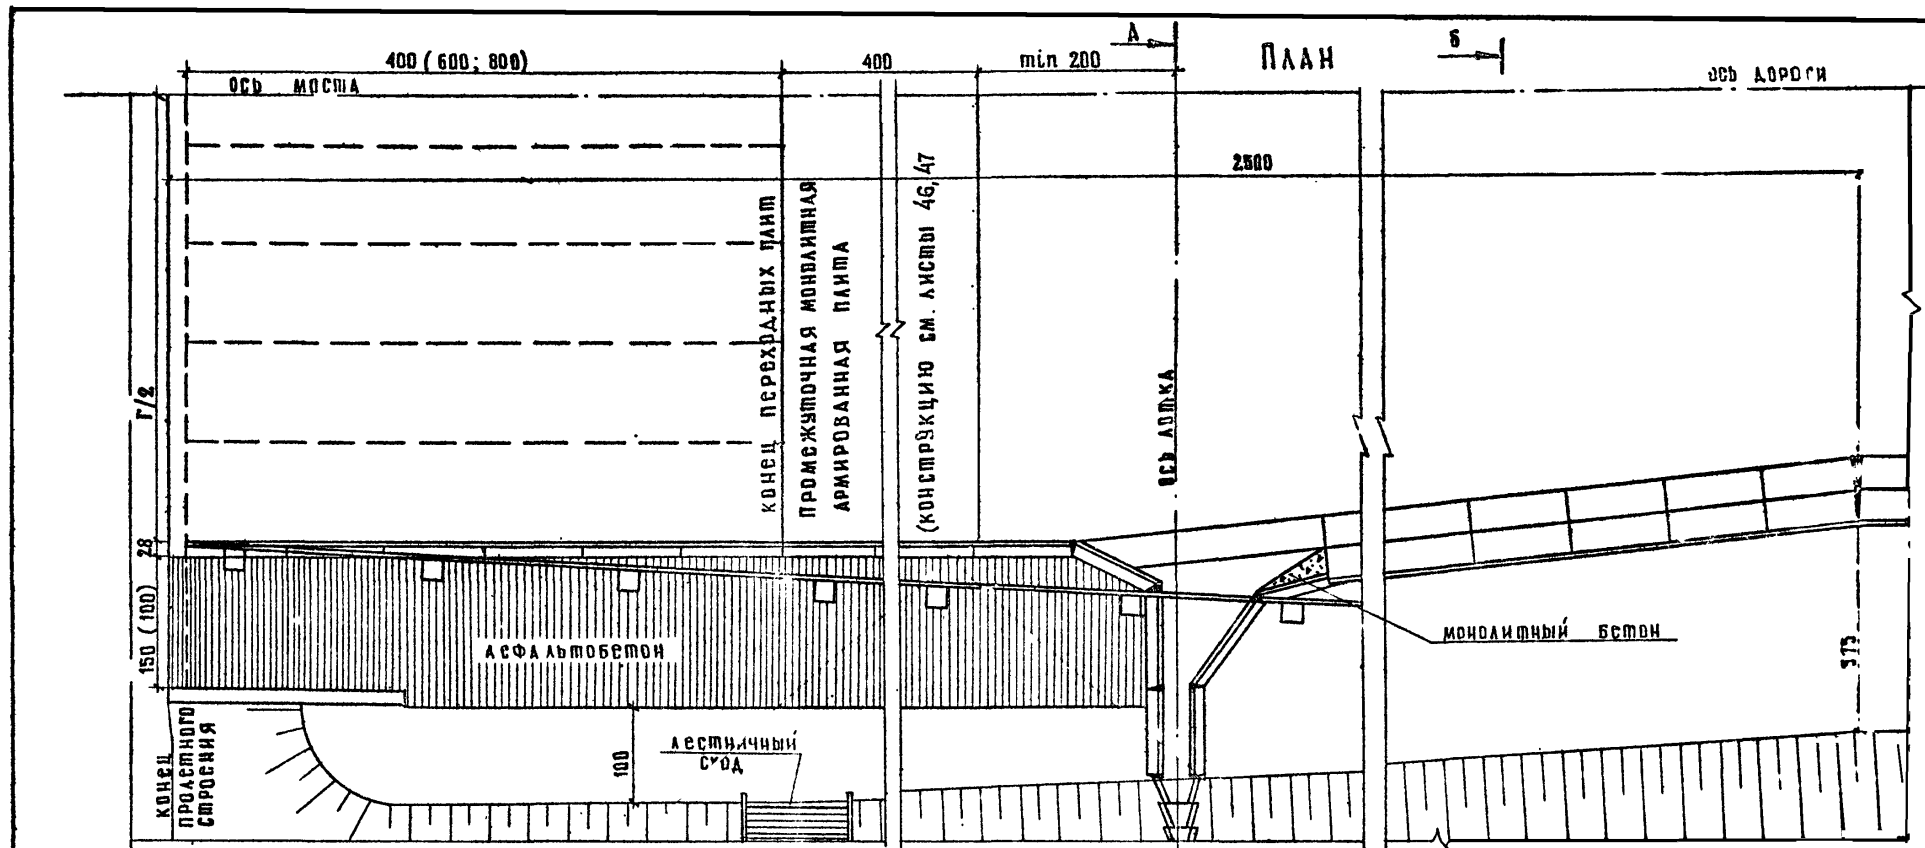 400 (600; 800)
400
min 200
А
ПЛАН
Б
ось моста
ось дороги
2500
конец переходных плит
Промежуточная монолитная
армированная плита
(конструкцию см. листы 46, 47
ось лотка
Г/2
28
150 (100)
Асфальтобетон
монолитный бетон
375
100
лестничный
сход
конец
пролетного
строения